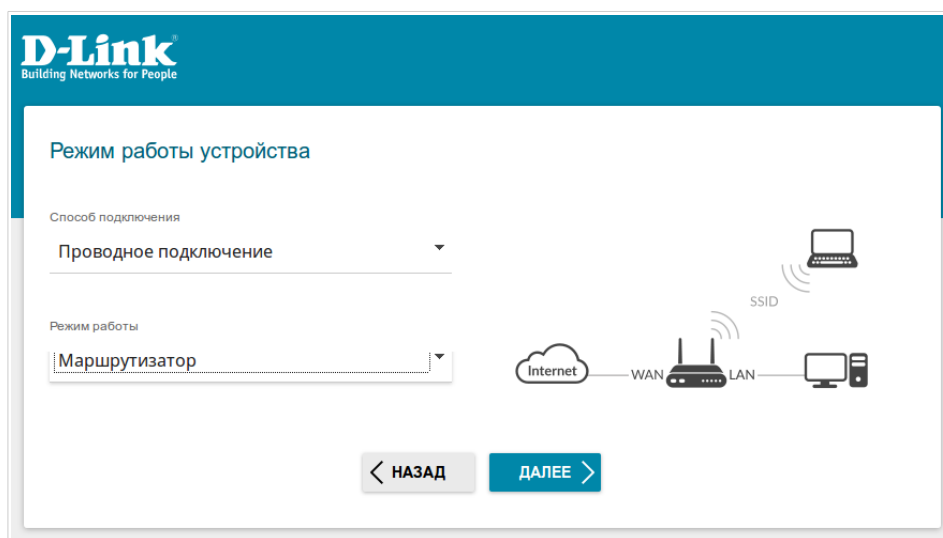 D-Link
Building Networks for People
Режим работы устройства
Способ подключения
Проводное подключение
SSID
Режим работы
Маршрутизатор
Internet
WAN
LAN
НАЗАД
ДАЛЕЕ